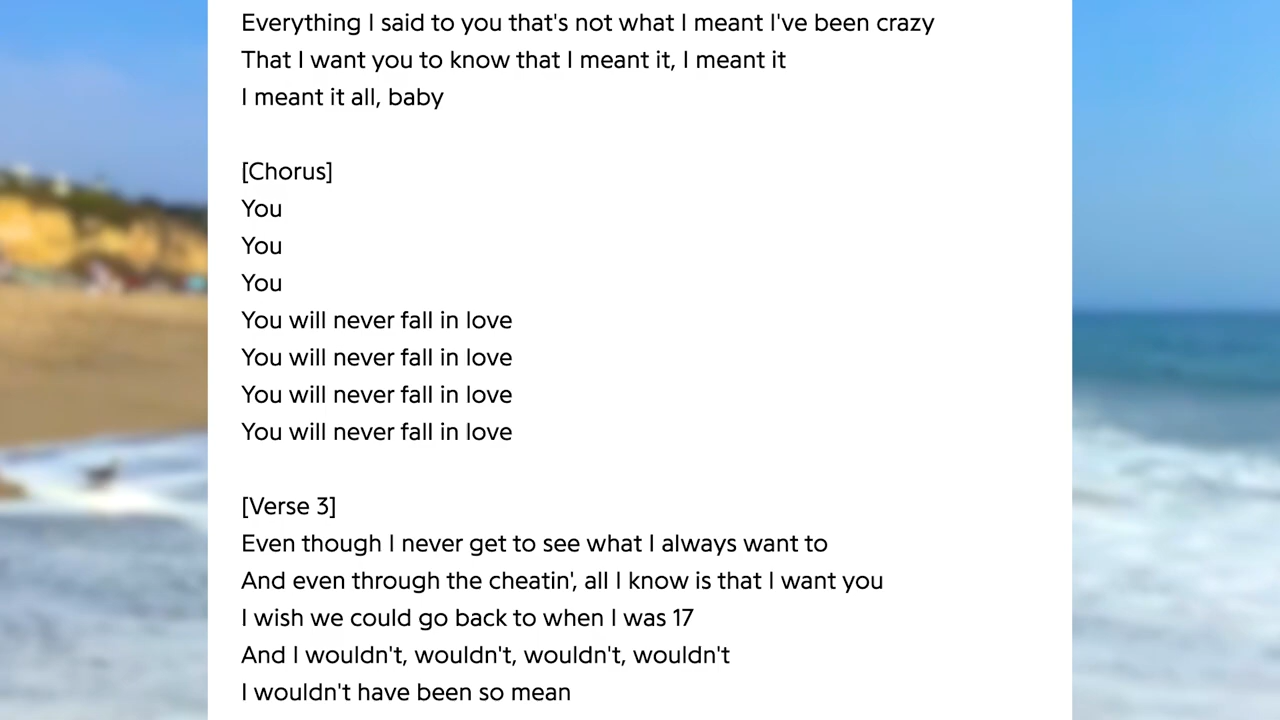 Everything I said to you that's not what I meant I've been crazy
That I want you to know that I meant it, I meant it
I meant it all, baby
[Chorus]
You
You
You
You will never fall in love
You will never fall in love
You will never fall in love
You will never fall in love
[Verse 3]
Even though I never get to see what I always want to
And even through the cheatin', all I know is that I want you
I wish we could go back to when I was 17
And I wouldn't, wouldn't, wouldn't, wouldn't
I wouldn't have been so mean